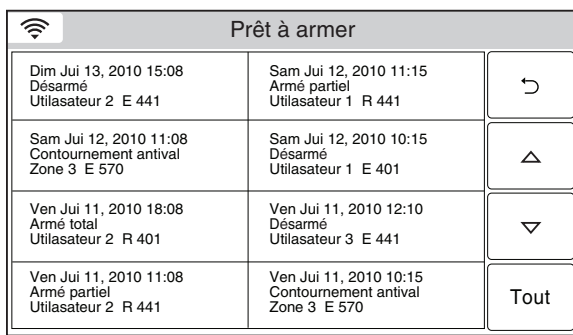 Prêt à armer
Dim Jui 13, 2010 15:08
Désarmé
Utilasateur 2 E 441
Sam Jui 12, 2010 11:15
Armé partiel
Utilasateur 1 R 441
Sam Jui 12, 2010 11:08
Contournement antival
Zone 3 E 570
Sam Jui 12, 2010 10:15
Désarmé
Utilasateur 1 E 401
Ven Jui 11, 2010 18:08
Armé total
Utilasateur 2 R 401
Ven Jui 11, 2010 12:10
Désarmé
Utilasateur 3 E 441
Ven Jui 11, 2010 11:08
Armé partiel
Utilasateur 2 R 441
Ven Jui 11, 2010 10:15
Contournement antival
Zone 3 E 570
Tout